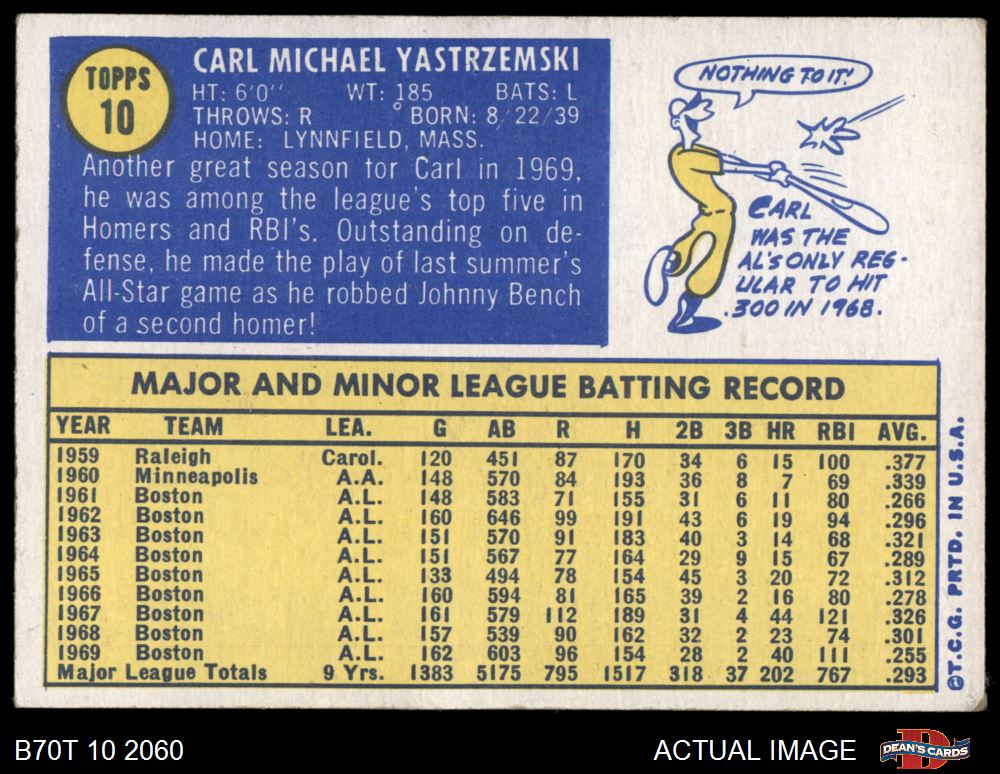 TOPPS
10
CARL MICHAEL YASTRZEMSKI
HT: 6'0" WT: 185 BATS: L
THROWS: R BORN: 8/22/39
HOME: LYNNFIELD, MASS.
Another great season for Carl in 1969,
he was among the league's top five in
Homers and RBI's. Outstanding on de-
fense, he made the play of last summer's
All-Star game as he robbed Johnny Bench
of a second homer!
NOTHING TO IT!
CARL
WAS THE
AL'S ONLY REG-
ULAR TO HIT
.300 IN 1968.
MAJOR AND MINOR LEAGUE BATTING RECORD
YEAR TEAM LEA. G AB R H 2B 3B HR RBI AVG.
1959 Raleigh Carol. 120 451 87 170 34 6 15 100 .377
1960 Minneapolis A.A. 148 570 84 193 36 8 7 69 .339
1961 Boston A.L. 148 583 71 155 31 6 11 80 .266
1962 Boston A.L. 160 646 99 191 43 6 19 94 .296
1963 Boston A.L. 151 570 91 183 40 3 14 68 .321
1964 Boston A.L. 151 567 77 164 29 9 15 67 .289
1965 Boston A.L. 133 494 78 154 45 3 20 72 .312
1966 Boston A.L. 160 594 81 165 39 2 16 80 .278
1967 Boston A.L. 161 579 112 189 31 4 44 121 .326
1968 Boston A.L. 157 539 90 162 32 2 23 74 .301
1969 Boston A.L. 162 603 96 154 28 2 40 111 .255
Major League Totals 9 Yrs. 1383 5175 795 1517 318 37 202 767 .293
©T.C.G. PRTD. IN U.S.A.
B70T 10 2060
ACTUAL IMAGE
DEAN'S CARDS